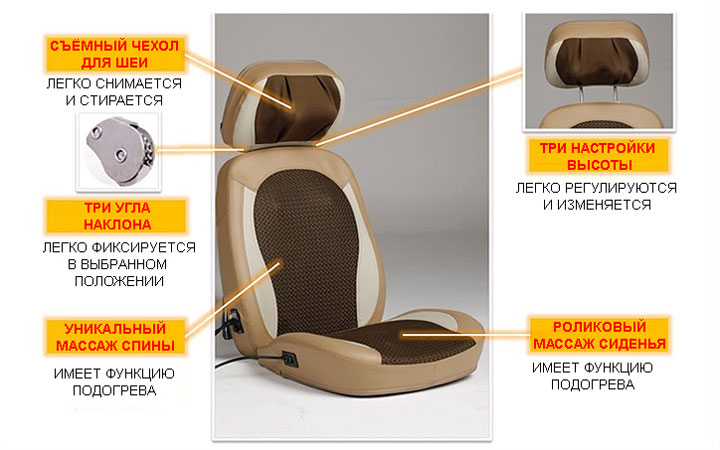 СЪЁМНЫЙ ЧЕХОЛ
ДЛЯ ШЕИ
ЛЕГКО СНИМАЕТСЯ
И СТИРАЕТСЯ
ТРИ УГЛА
НАКЛОНА
ЛЕГКО ФИКСИРУЕТСЯ
В ВЫБРАННОМ
ПОЛОЖЕНИИ
УНИКАЛЬНЫЙ
МАССАЖ СПИНЫ
ИМЕЕТ ФУНКЦИЮ
ПОДОГРЕВА
ТРИ НАСТРОЙКИ
ВЫСОТЫ
ЛЕГКО РЕГУЛИРУЮТСЯ
И ИЗМЕНЯЕТСЯ
РОЛИКОВЫЙ
МАССАЖ СИДЕНЬЯ
ИМЕЕТ ФУНКЦИЮ
ПОДОГРЕВА